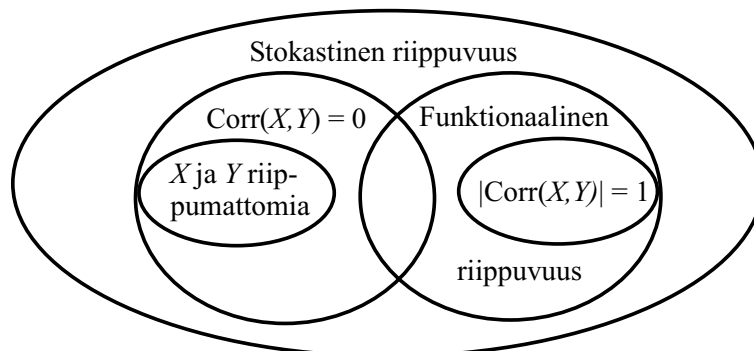 Stokastinen riippuvuus
Corr(X,Y) = 0
Funktionaalinen
X ja Y riip-
pumattomia
|Corr(X,Y)| = 1
riippuvuus